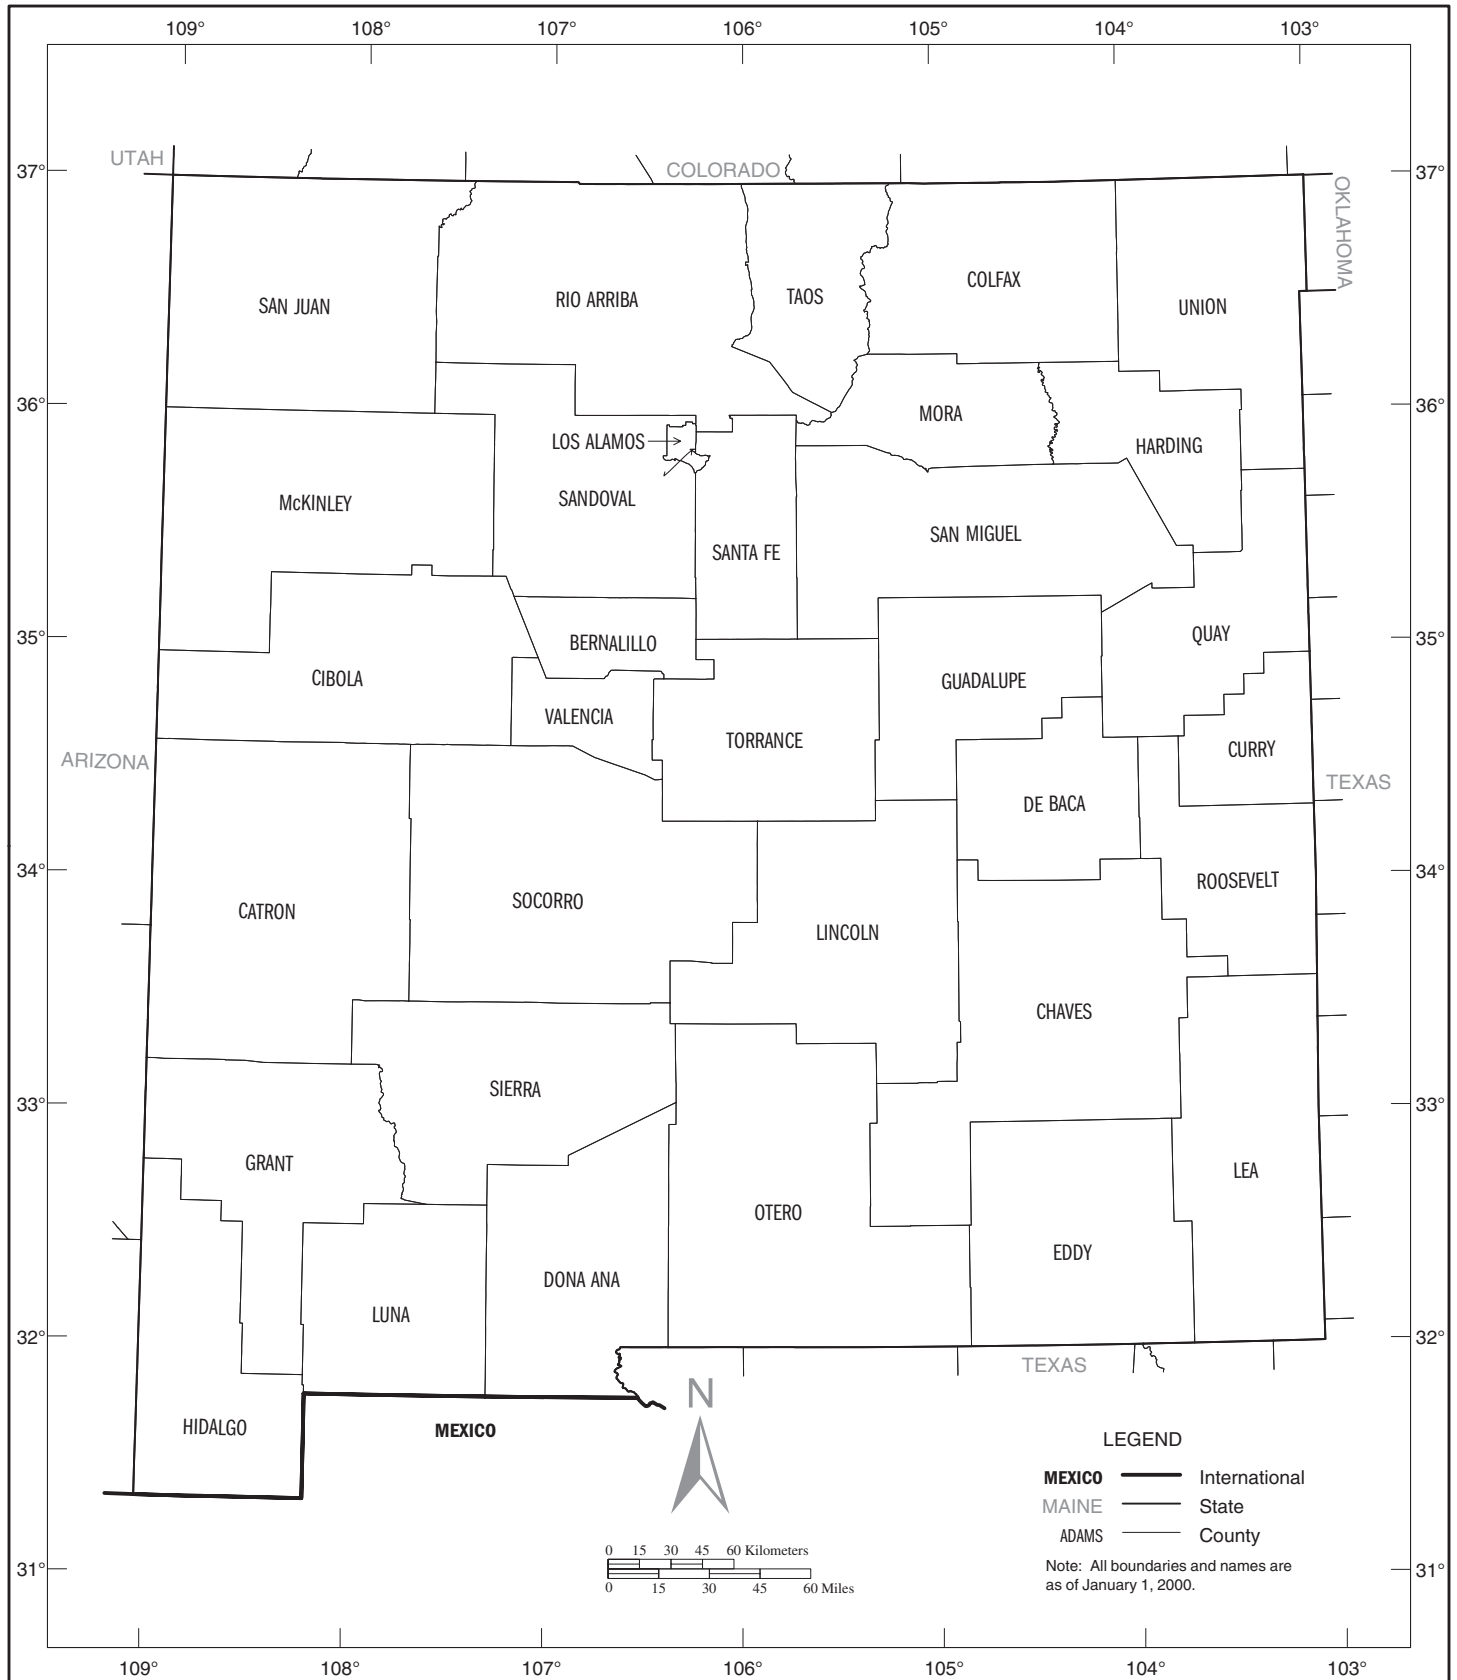 109° 108° 107° 106° 105° 104° 103°
UTAH
COLORADO
37°
37°
OKLAHOMA
SAN JUAN
RIO ARRIBA
TAOS
COLFAX
UNION
36°
36°
LOS ALAMOS
MORA
HARDING
McKINLEY
SANDOVAL
SANTA FE
SAN MIGUEL
35°
35°
BERNALILLO
QUAY
CIBOLA
GUADALUPE
VALENCIA
TORRANCE
CURRY
ARIZONA
TEXAS
DE BACA
34°
34°
ROOSEVELT
CATRON
SOCORRO
LINCOLN
CHAVES
SIERRA
33°
33°
GRANT
LEA
OTERO
EDDY
DONA ANA
LUNA
32°
32°
TEXAS
N
HIDALGO
MEXICO
LEGEND
MEXICO International
MAINE State
ADAMS County
Note: All boundaries and names are
as of January 1, 2000.
0 15 30 45 60 Kilometers
0 15 30 45 60 Miles
31°
31°
109° 108° 107° 106° 105° 104° 103°